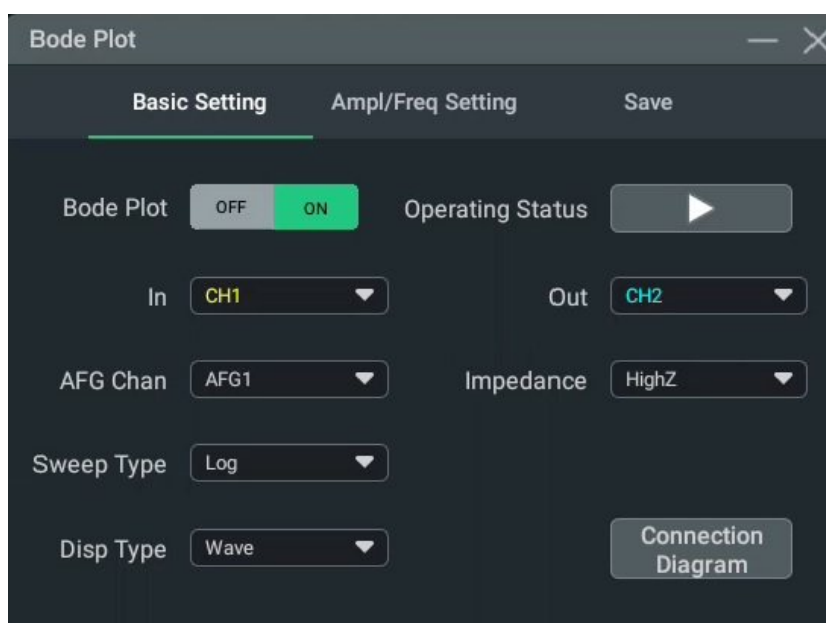 Bode Plot
Basic Setting Ampl/Freq Setting Save
Bode Plot OFF ON Operating Status
In CH1 Out CH2
AFG Chan AFG1 Impedance HighZ
Sweep Type Log
Disp Type Wave Connection
Diagram